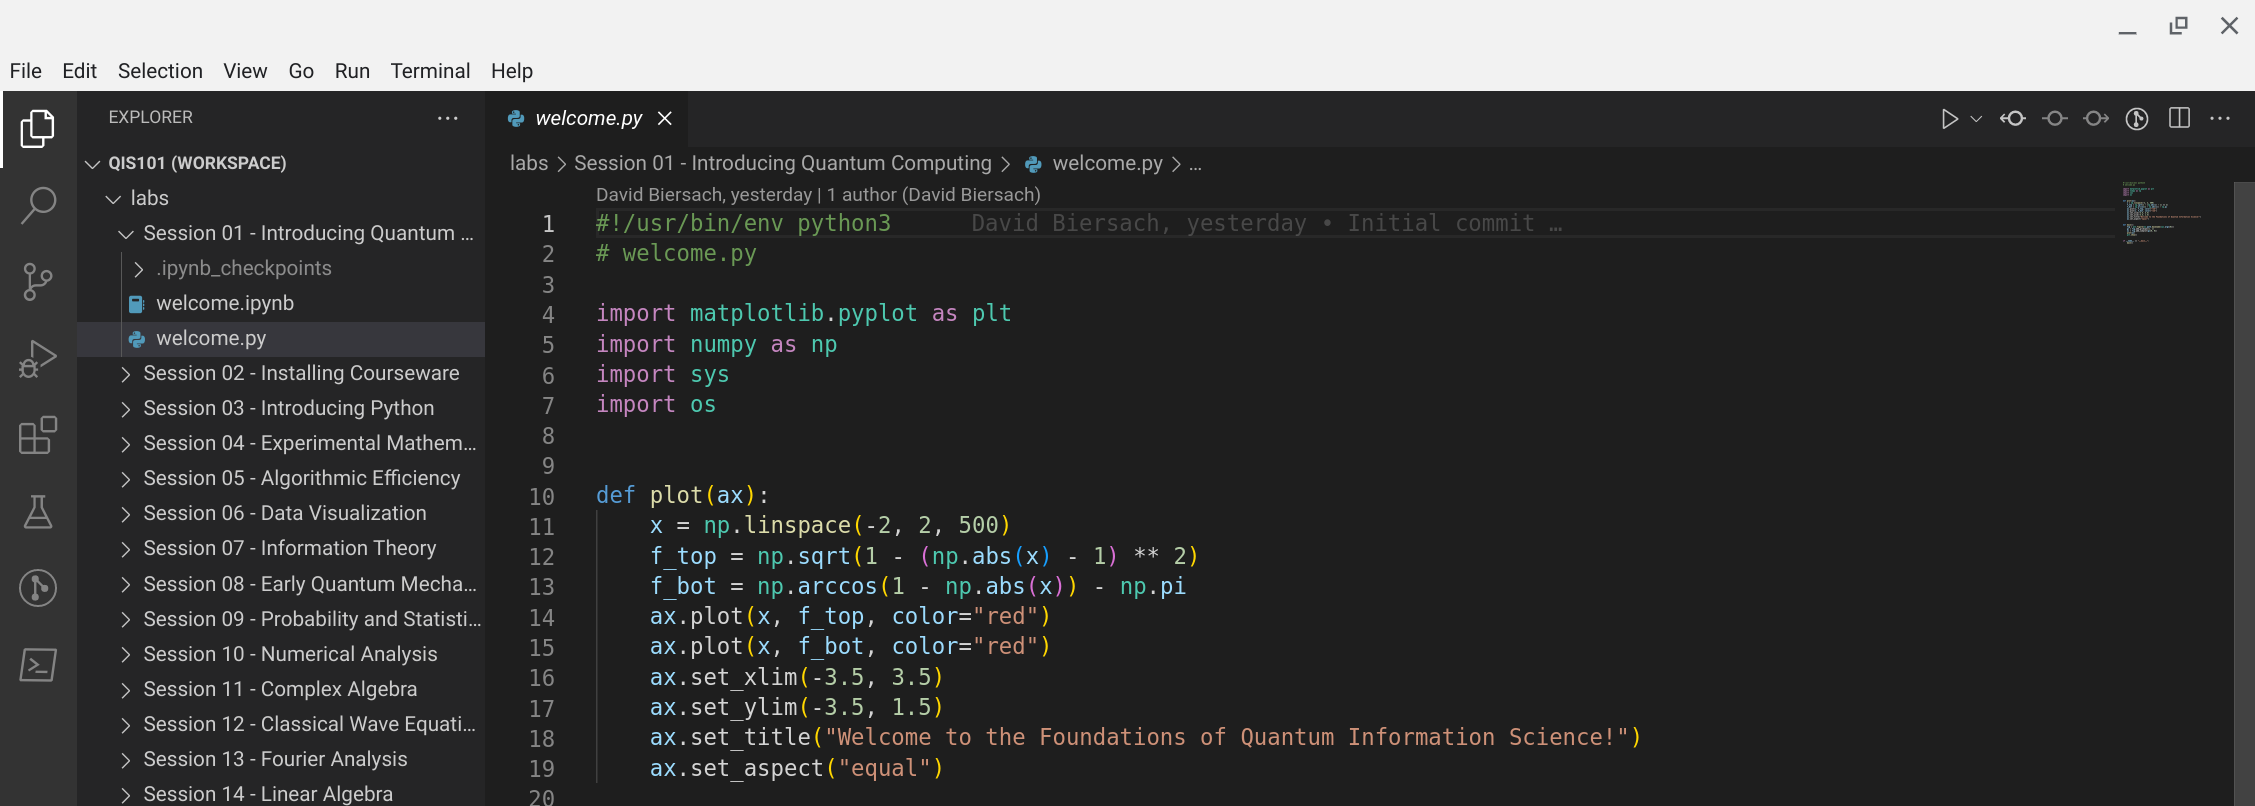 File Edit Selection View Go Run Terminal Help
EXPLORER ...
QIS101 (WORKSPACE)
labs
Session 01 - Introducing Quantum ...
.ipynb_checkpoints
welcome.ipynb
welcome.py
Session 02 - Installing Courseware
Session 03 - Introducing Python
Session 04 - Experimental Mathem...
Session 05 - Algorithmic Efficiency
Session 06 - Data Visualization
Session 07 - Information Theory
Session 08 - Early Quantum Mecha...
Session 09 - Probability and Statisti...
Session 10 - Numerical Analysis
Session 11 - Complex Algebra
Session 12 - Classical Wave Equati...
Session 13 - Fourier Analysis
Session 14 - Linear Algebra
welcome.py
labs > Session 01 - Introducing Quantum Computing > welcome.py > ...
David Biersach, yesterday | 1 author (David Biersach)
1 #!/usr/bin/env python3 David Biersach, yesterday • Initial commit …
2 # welcome.py
3
4 import matplotlib.pyplot as plt
5 import numpy as np
6 import sys
7 import os
8
9
10 def plot(ax):
11     x = np.linspace(-2, 2, 500)
12     f_top = np.sqrt(1 - (np.abs(x) - 1) ** 2)
13     f_bot = np.arccos(1 - np.abs(x)) - np.pi
14     ax.plot(x, f_top, color="red")
15     ax.plot(x, f_bot, color="red")
16     ax.set_xlim(-3.5, 3.5)
17     ax.set_ylim(-3.5, 1.5)
18     ax.set_title("Welcome to the Foundations of Quantum Information Science!")
19     ax.set_aspect("equal")
20